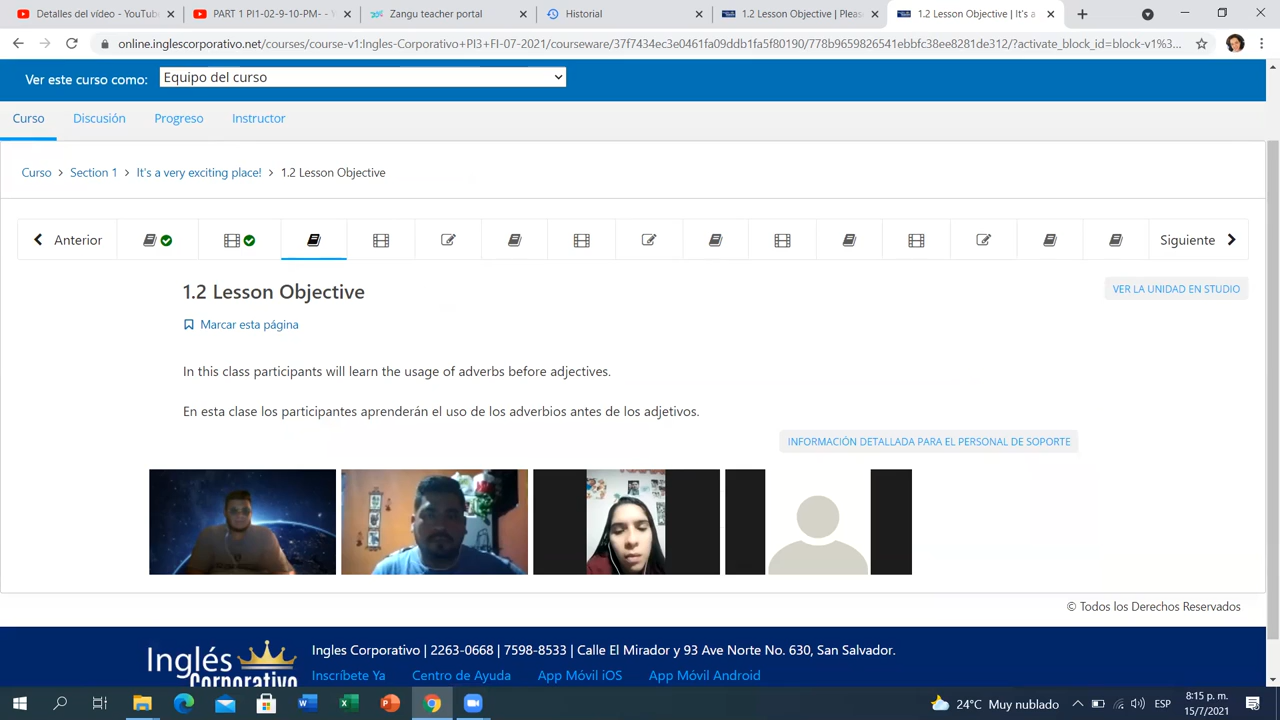 Detalles del vídeo - YouTub
PART 1 PI1-02-9-10-PM- - Y
Zangu teacher portal
Historial
1.2 Lesson Objective | Pleas
1.2 Lesson Objective | It's a
online.inglescorporativo.net/courses/course-v1:Ingles-Corporativo+PI3+FI-07-2021/courseware/37f7434ec3e0461fa09ddb1fa5f80190/778b9659826541ebbfc38ee8281de312/?activate_block_id=block-v1%3...
Ver este curso como:
Equipo del curso
Curso
Discusión
Progreso
Instructor
Curso > Section 1 > It's a very exciting place! > 1.2 Lesson Objective
Anterior
Siguiente
1.2 Lesson Objective
VER LA UNIDAD EN STUDIO
Marcar esta página
In this class participants will learn the usage of adverbs before adjectives.
En esta clase los participantes aprenderán el uso de los adverbios antes de los adjetivos.
INFORMACIÓN DETALLADA PARA EL PERSONAL DE SOPORTE
© Todos los Derechos Reservados
Inglés
Corporativo
Ingles Corporativo | 2263-0668 | 7598-8533 | Calle El Mirador y 93 Ave Norte No. 630, San Salvador.
Inscríbete Ya
Centro de Ayuda
App Móvil iOS
App Móvil Android
24°C Muy nublado
ESP
8:15 p. m.
15/7/2021